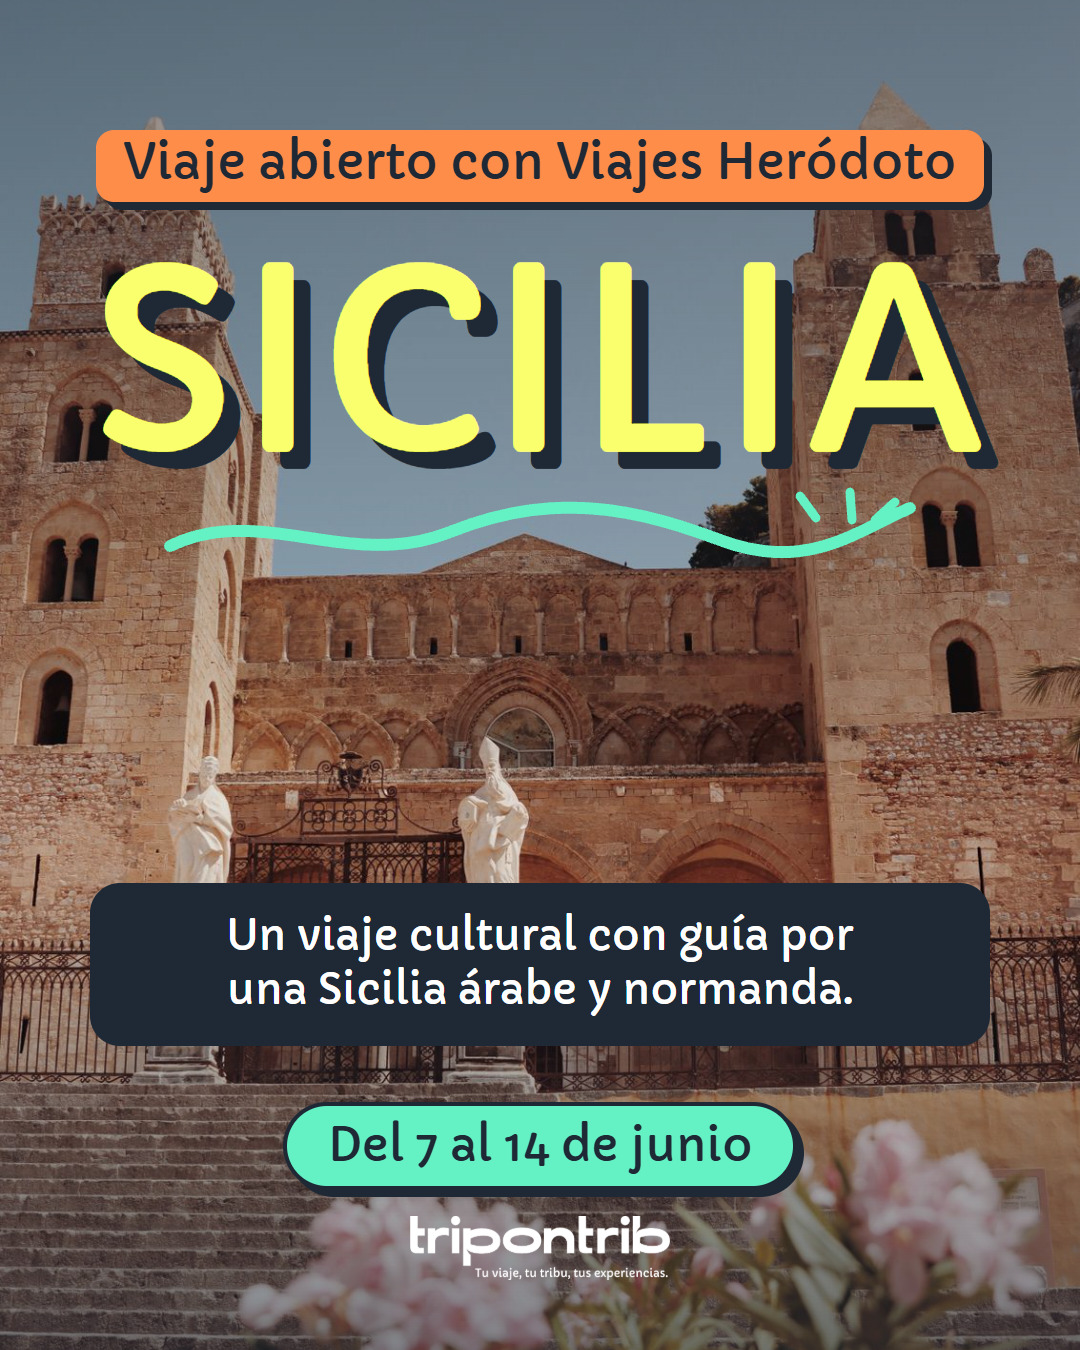 Viaje abierto con Viajes Heródoto
SICILIA
Un viaje cultural con guía por
una Sicilia árabe y normanda.
Del 7 al 14 de junio
tripontrib
Tu viaje, tu tribu, tus experiencias.